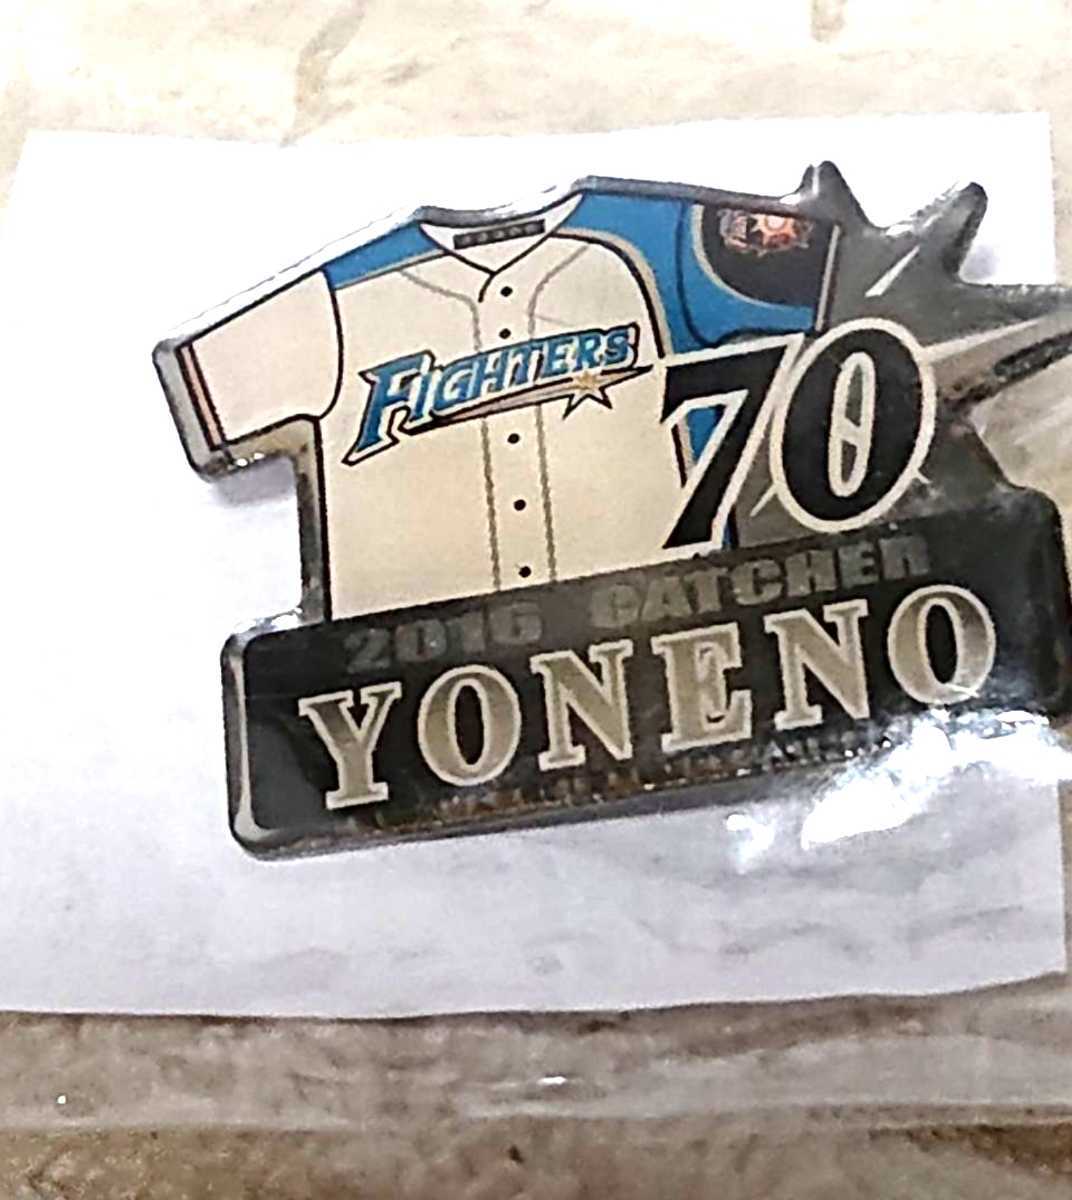 FIGHTERS
70
2016 CATCHER
YONENO